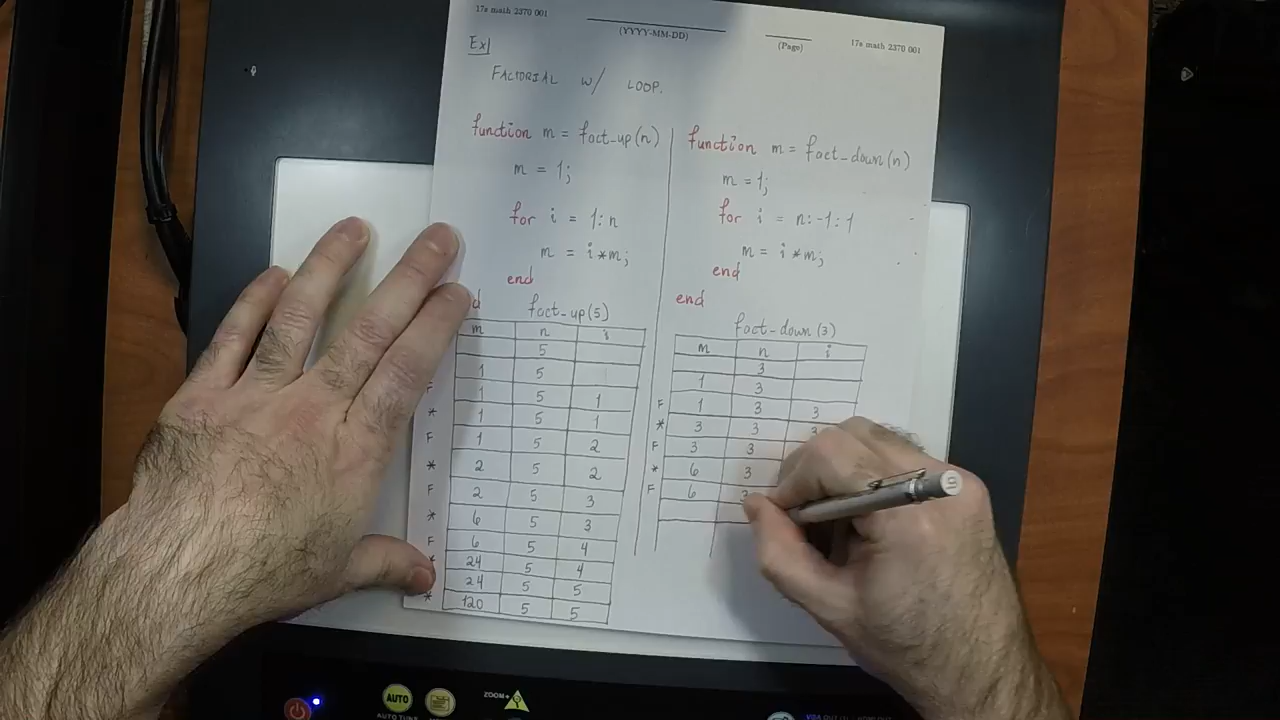 17s math 2370 001
(YYYY-MM-DD)
(Page)
17s math 2370 001
Ex
FACTORIAL W/ LOOP.
function m = fact_up(n)
m = 1;
for i = 1:n
m = i*m;
end
fact_up(5)
m n i
5
1 5
F 1 5 1
* 1 5 1
F 1 5 2
* 2 5 2
F 2 5 3
* 6 5 3
F 6 5 4
* 24 5 4
24 5 5
* 120 5 5
function m = fact_down(n)
m = 1;
for i = n:-1:1
m = i*m;
end
end
fact_down(3)
m n i
3
1 3
F 1 3 3
* 3 3 3
F 3 3
* 6 3
F 6 3
AUTO
ZOOM+